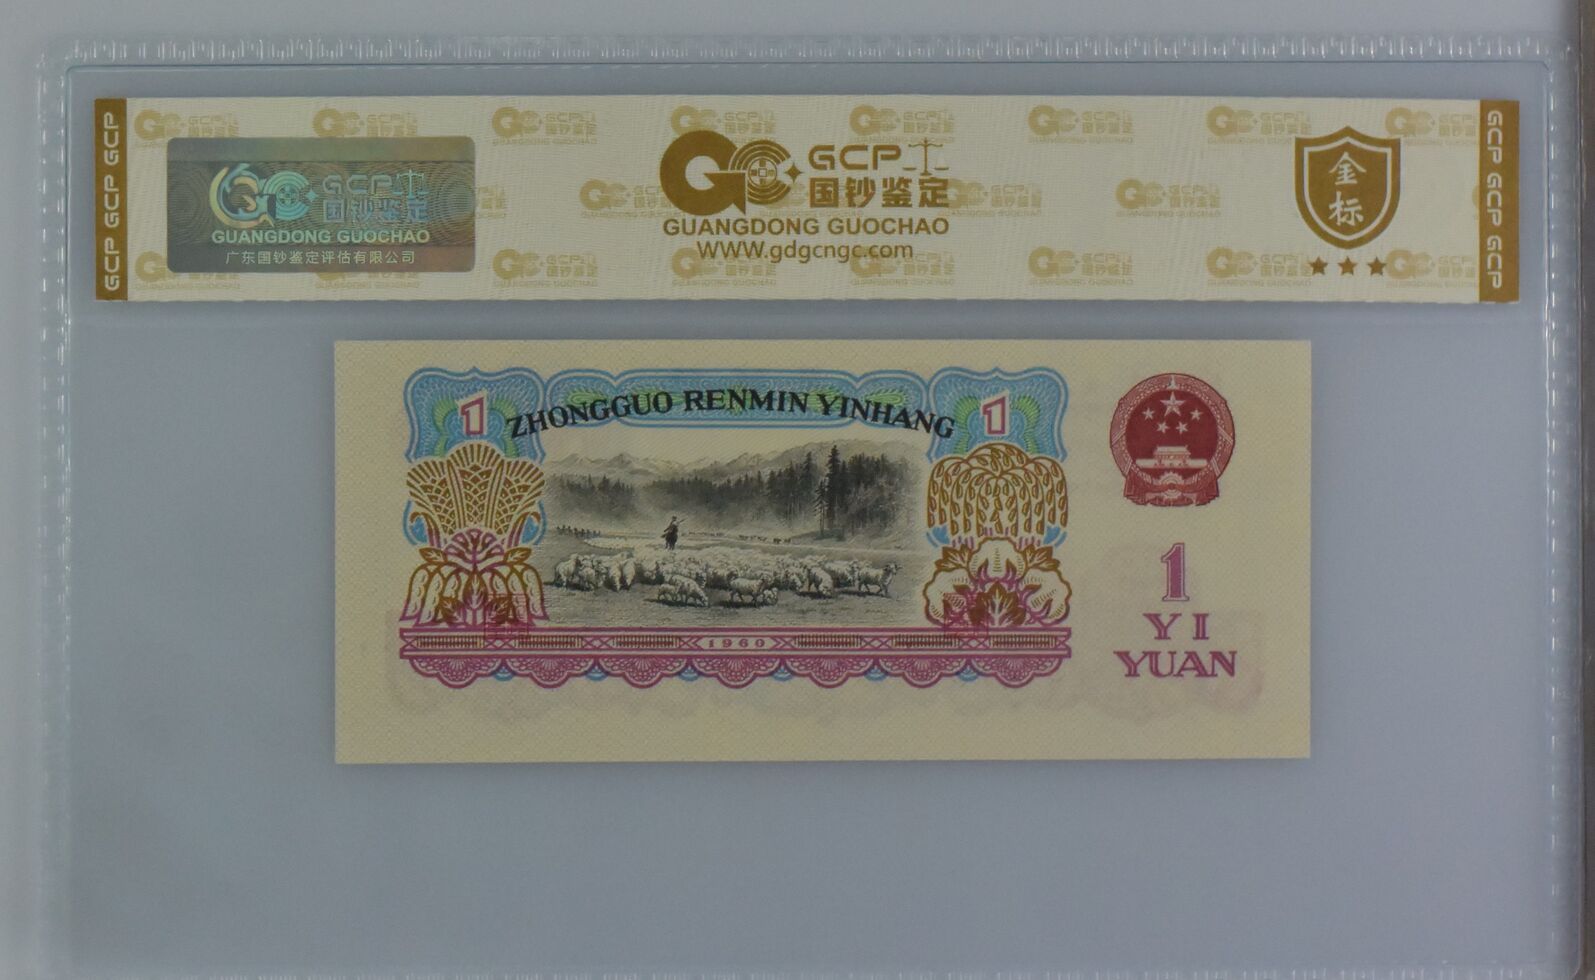 GCP GCP GCP
GCP
国钞鉴定
GUANGDONG GUOCHAO
广东国钞鉴定评估有限公司
GCP
国钞鉴定
GUANGDONG GUOCHAO
WWW.gdgcngc.com
金标
GCP GCP GCP
1
ZHONGGUO RENMIN YINHANG
1
1960
1
YI
YUAN